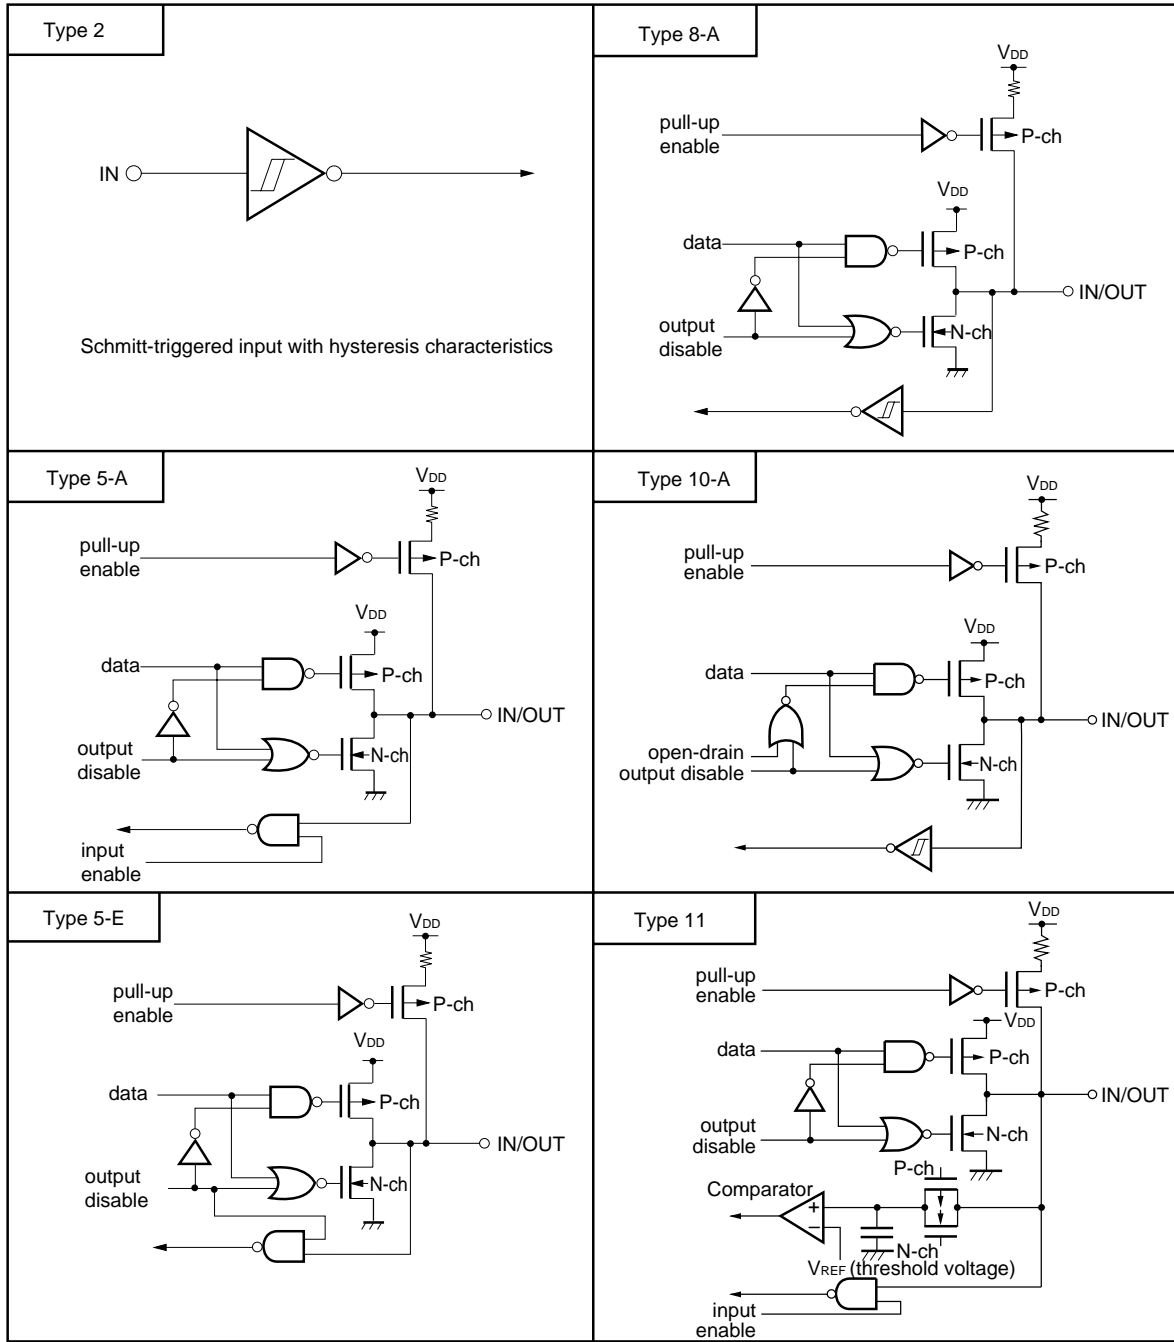 Type 2
IN
Schmitt-triggered input with hysteresis characteristics
Type 8-A
VDD
pull-up
enable
P-ch
VDD
data
P-ch
IN/OUT
output
disable
N-ch
Type 5-A
VDD
pull-up
enable
P-ch
VDD
data
P-ch
IN/OUT
output
disable
N-ch
input
enable
Type 10-A
VDD
pull-up
enable
P-ch
VDD
data
P-ch
IN/OUT
open-drain
output disable
N-ch
Type 5-E
VDD
pull-up
enable
P-ch
VDD
data
P-ch
IN/OUT
output
disable
N-ch
Type 11
VDD
pull-up
enable
P-ch
VDD
data
P-ch
IN/OUT
output
disable
N-ch
P-ch
Comparator
+
−
N-ch
VREF (threshold voltage)
input
enable